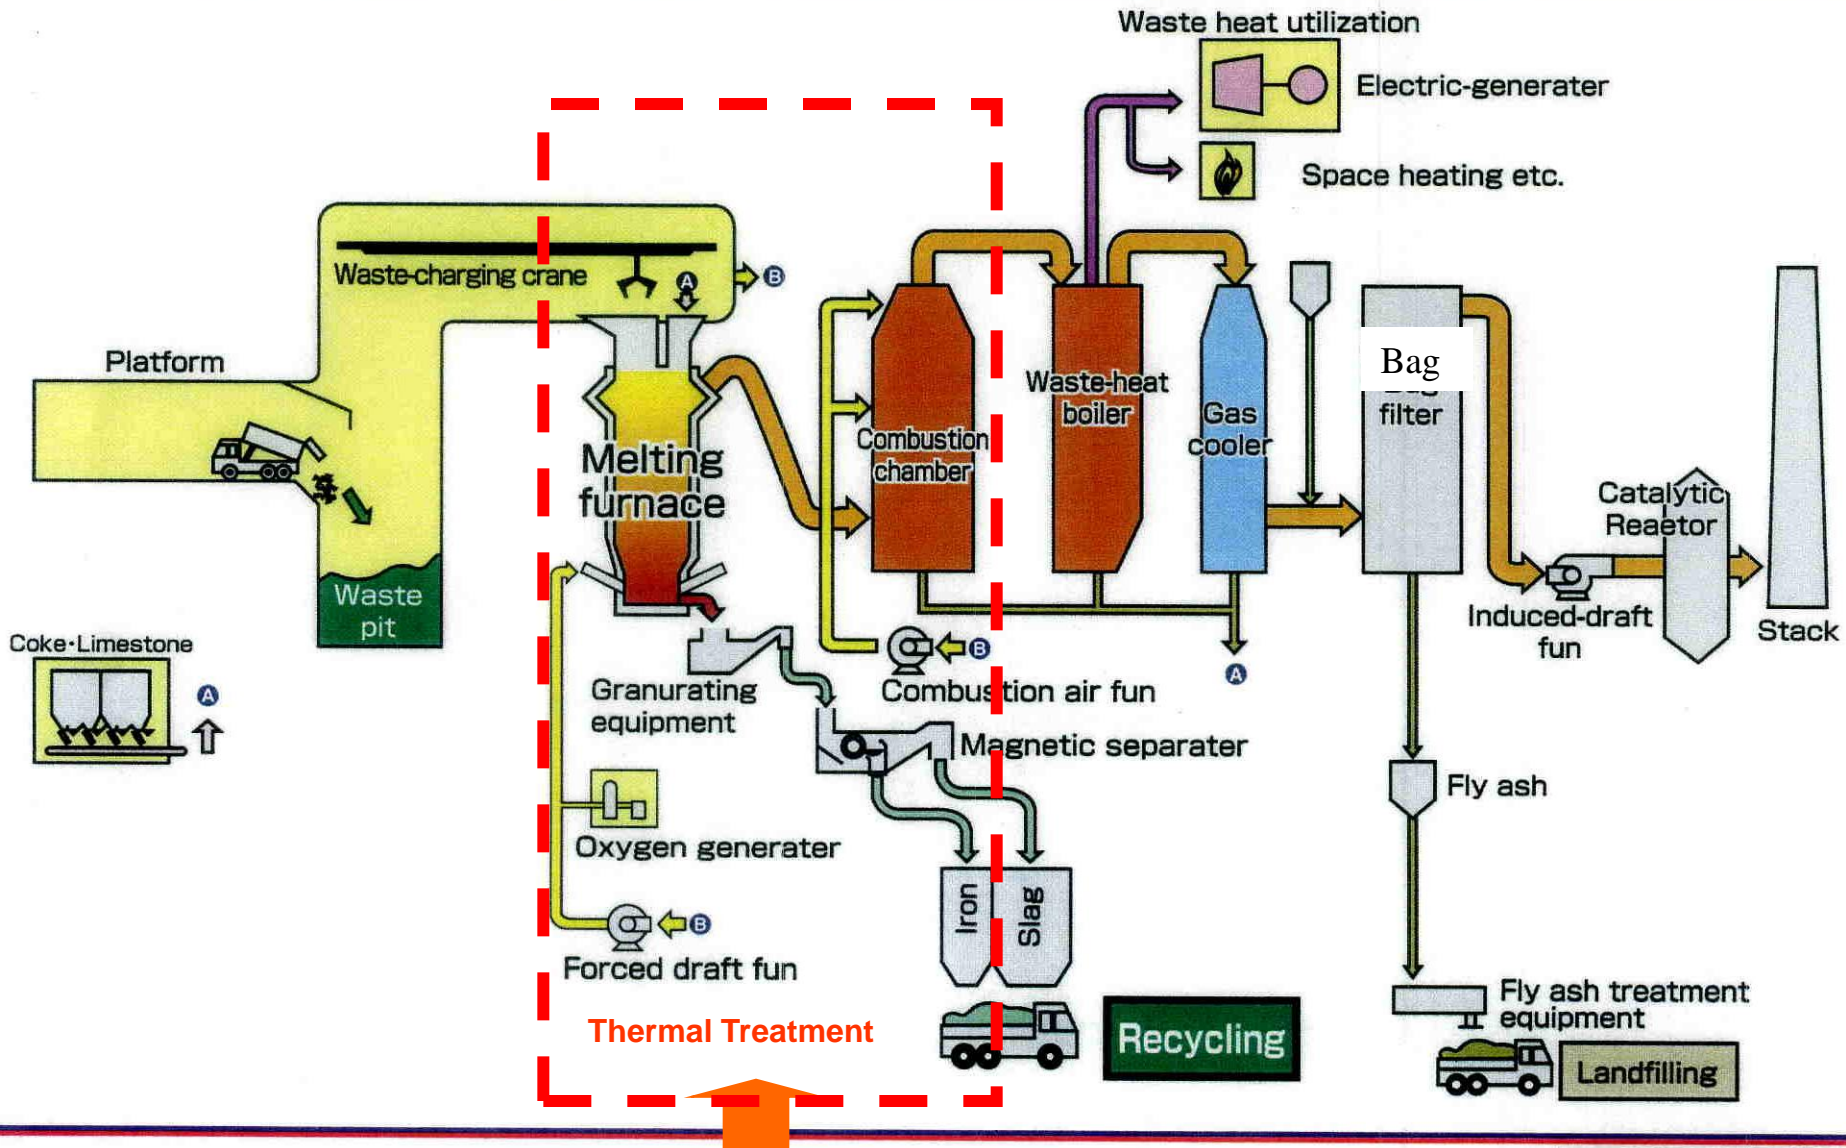 Waste heat utilization
Electric-generater
Space heating etc.
Waste-charging crane
A
B
Platform
Melting
furnace
Combustion
chamber
Waste-heat
boiler
Gas
cooler
Bag
filter
Catalytic
Reaetor
Induced-draft
fun
Stack
Waste
pit
Coke·Limestone
A
Granurating
equipment
B
Combustion air fun
A
Magnetic separater
Oxygen generater
B
Forced draft fun
Iron
Slag
Fly ash
Fly ash treatment
equipment
Thermal Treatment
Recycling
Landfilling